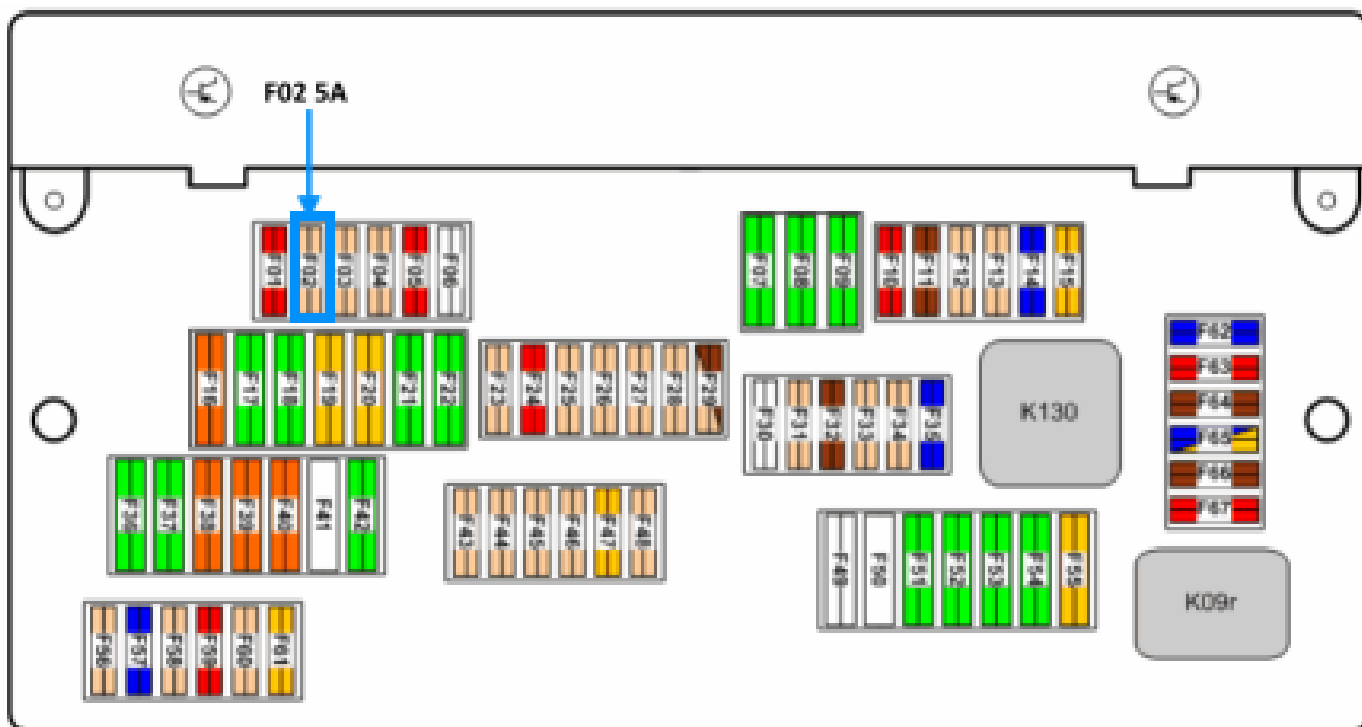 F02 5A
F01 F02 F03 F04 F05 F06
F07 F08 F09
F10 F11 F12 F13 F14 F15
F16 F17 F18 F19 F20 F21 F22
F23 F24 F25 F26 F27 F28 F29
F30 F31 F32 F33 F34 F35
K130
F62
F63
F64
F65
F66
F67
F36 F37 F38 F39 F40 F41 F42
F43 F44 F45 F46 F47 F48
F49 F50 F51 F52 F53 F54 F55
K09r
F56 F57 F58 F59 F60 F61